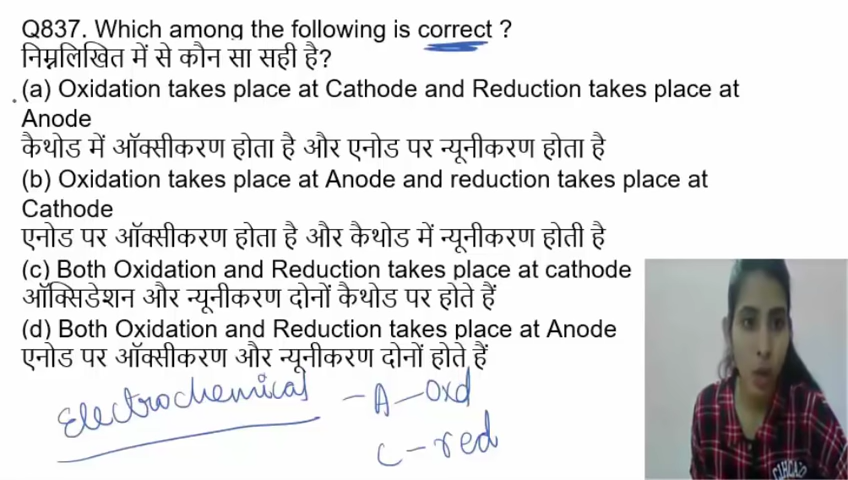 Q837. Which among the following is correct ?
निम्नलिखित में से कौन सा सही है?
(a) Oxidation takes place at Cathode and Reduction takes place at
Anode
कैथोड में ऑक्सीकरण होता है और एनोड पर न्यूनीकरण होता है
(b) Oxidation takes place at Anode and reduction takes place at
Cathode
एनोड पर ऑक्सीकरण होता है और कैथोड में न्यूनीकरण होती है
(c) Both Oxidation and Reduction takes place at cathode
ऑक्सिडेशन और न्यूनीकरण दोनों कैथोड पर होते हैं
(d) Both Oxidation and Reduction takes place at Anode
एनोड पर ऑक्सीकरण और न्यूनीकरण दोनों होते हैं
Electrochemical - A - Oxd
C - red